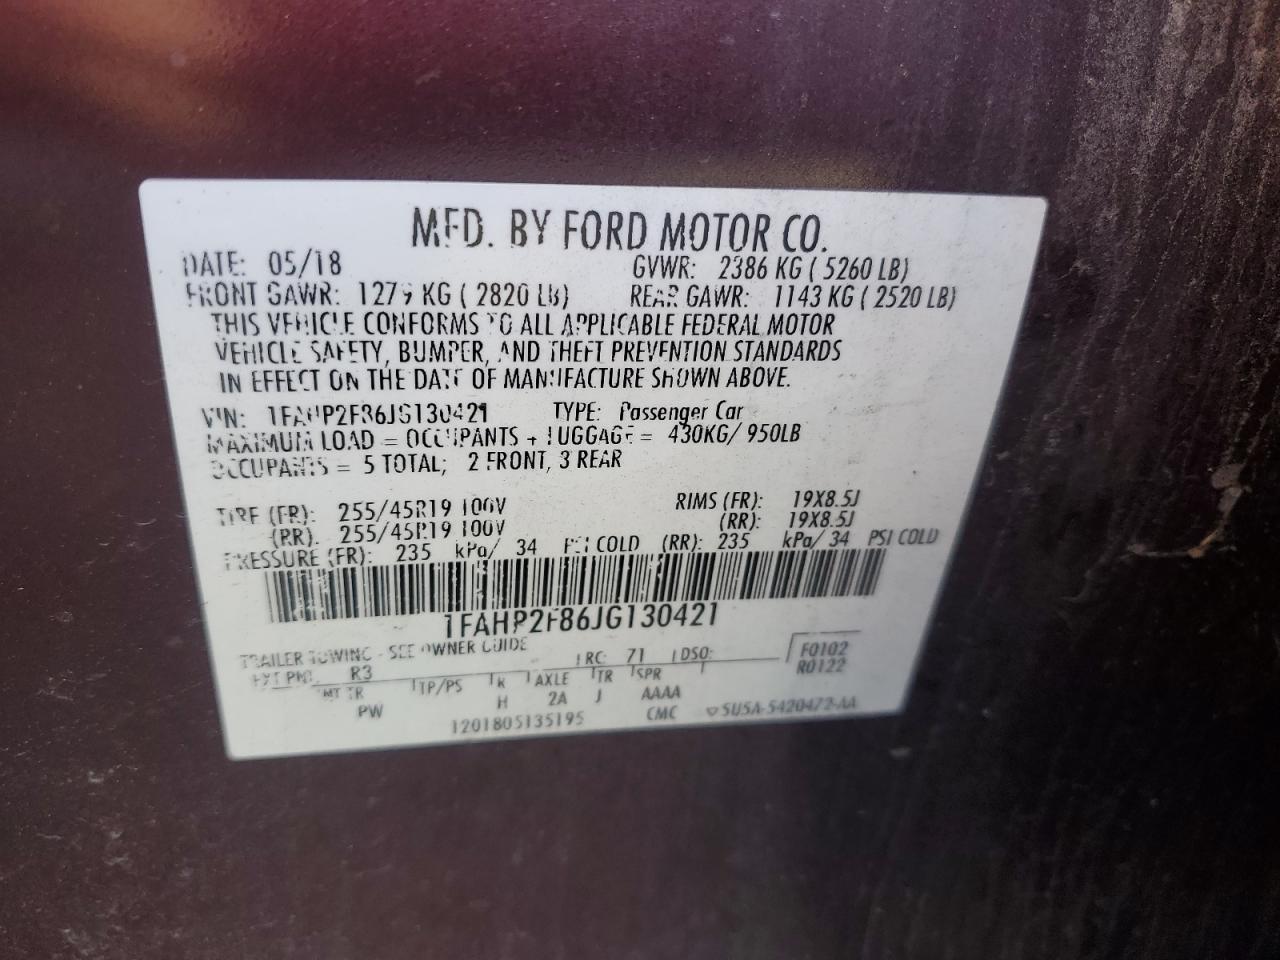 MFD. BY FORD MOTOR CO.
DATE: 05/18 GVWR: 2386 KG ( 5260 LB)
FRONT GAWR: 1279 KG ( 2820 LB) REAR GAWR: 1143 KG ( 2520 LB)
THIS VEHICLE CONFORMS TO ALL APPLICABLE FEDERAL MOTOR
VEHICLE SAFETY, BUMPER, AND THEFT PREVENTION STANDARDS
IN EFFECT ON THE DATE OF MANUFACTURE SHOWN ABOVE.
VIN: 1FAHP2F86JG130421 TYPE: Passenger Car
MAXIMUM LOAD = OCCUPANTS + LUGGAGE = 430KG/ 950LB
OCCUPANTS = 5 TOTAL; 2 FRONT, 3 REAR
TIRE (FR): 255/45R19 100V RIMS (FR): 19X8.5J
(RR): 255/45R19 100V (RR): 19X8.5J
PRESSURE (FR): 235 kPa/ 34 PSI COLD (RR): 235 kPa/ 34 PSI COLD
1FAHP2F86JG130421
TRAILER TOWING - SEE OWNER GUIDE
EXT PNT: R3 RC: 71 DSO: F0102
R0122
INT TR TP/PS R AXLE TR SPR
PW H 2A J AAAA
1201805135195 CMC ▽5USA-5420472-AA